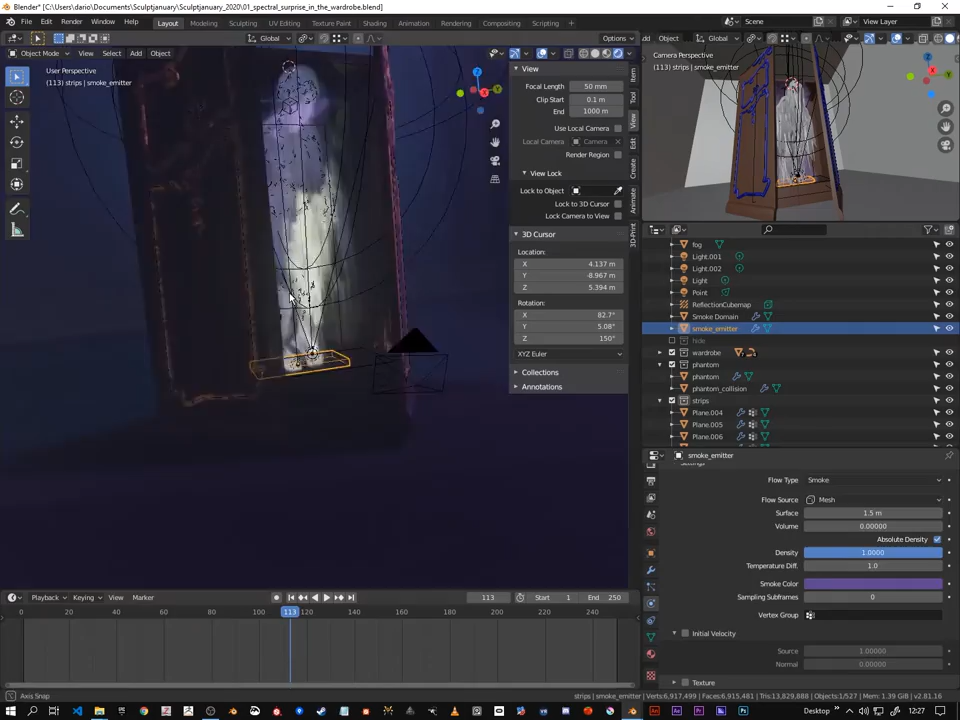 Blender* [C:\Users\dario\Documents\Sculptjanuary\Sculptjanuary_2020\01_spectral_surprise_in_the_wardrobe.blend]
File Edit Render Window Help Layout Modeling Sculpting UV Editing Texture Paint Shading Animation Rendering Compositing Scripting + Scene View Layer
Global Options
Object Mode View Select Add Object
User Perspective
(113) strips | smoke_emitter
View
Focal Length 50 mm
Clip Start 0.1 m
End 1000 m
Use Local Camera
Local Camera Camera
Render Region
View Lock
Lock to Object
Lock to 3D Cursor
Lock Camera to View
3D Cursor
Location:
X 4.137 m
Y -8.967 m
Z 5.394 m
Rotation:
X 82.7°
Y 5.08°
Z 150°
XYZ Euler
Collections
Annotations
Item
Tool
View
Edit
Create
Animate
3D-Print
dd Object Global
Camera Perspective
(113) strips | smoke_emitter
fog
Light.001
Light.002
Light
Point
ReflectionCubemap
Smoke Domain
smoke_emitter
hide
wardrobe
phantom
phantom
phantom_collision
strips
Plane.004
Plane.005
Plane.006
smoke_emitter
Settings
Flow Type Smoke
Flow Source Mesh
Surface 1.5 m
Volume 0.00000
Absolute Density
Density 1.0000
Temperature Diff. 1.0
Smoke Color
Sampling Subframes 0
Vertex Group
Initial Velocity
Source 1.00000
Normal 0.00000
Texture
Playback Keying View Marker 113 Start 1 End 250
0 20 40 60 80 100 113 120 140 160 180 200 220 240
Axis Snap strips | smoke_emitter Verts:6,917,499 Faces:6,915,481 Tris:13,829,888 Objects:1/527 Mem: 1.39 GiB v2.81.16
Desktop 12:27